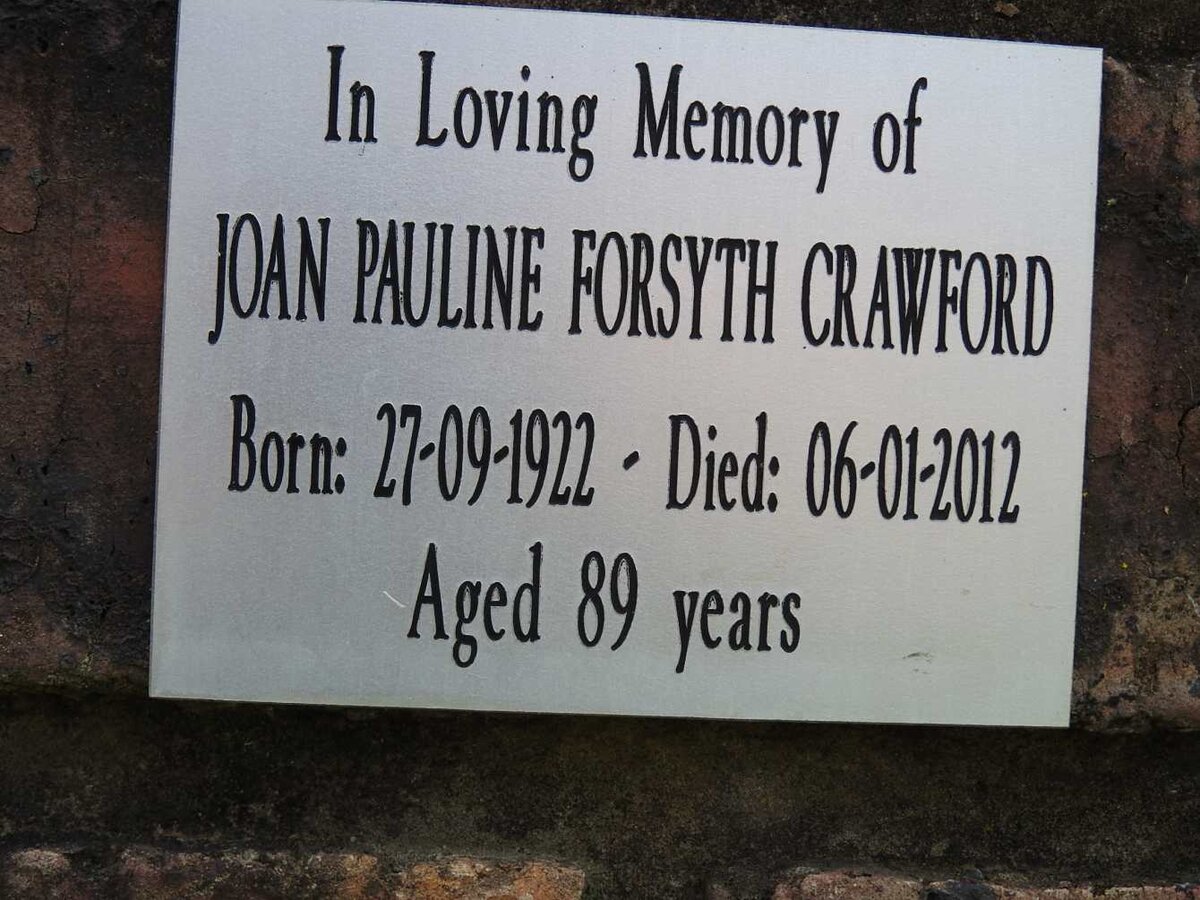 In Loving Memory of
JOAN PAULINE FORSYTH CRAWFORD
Born: 27-09-1922 - Died: 06-01-2012
Aged 89 years